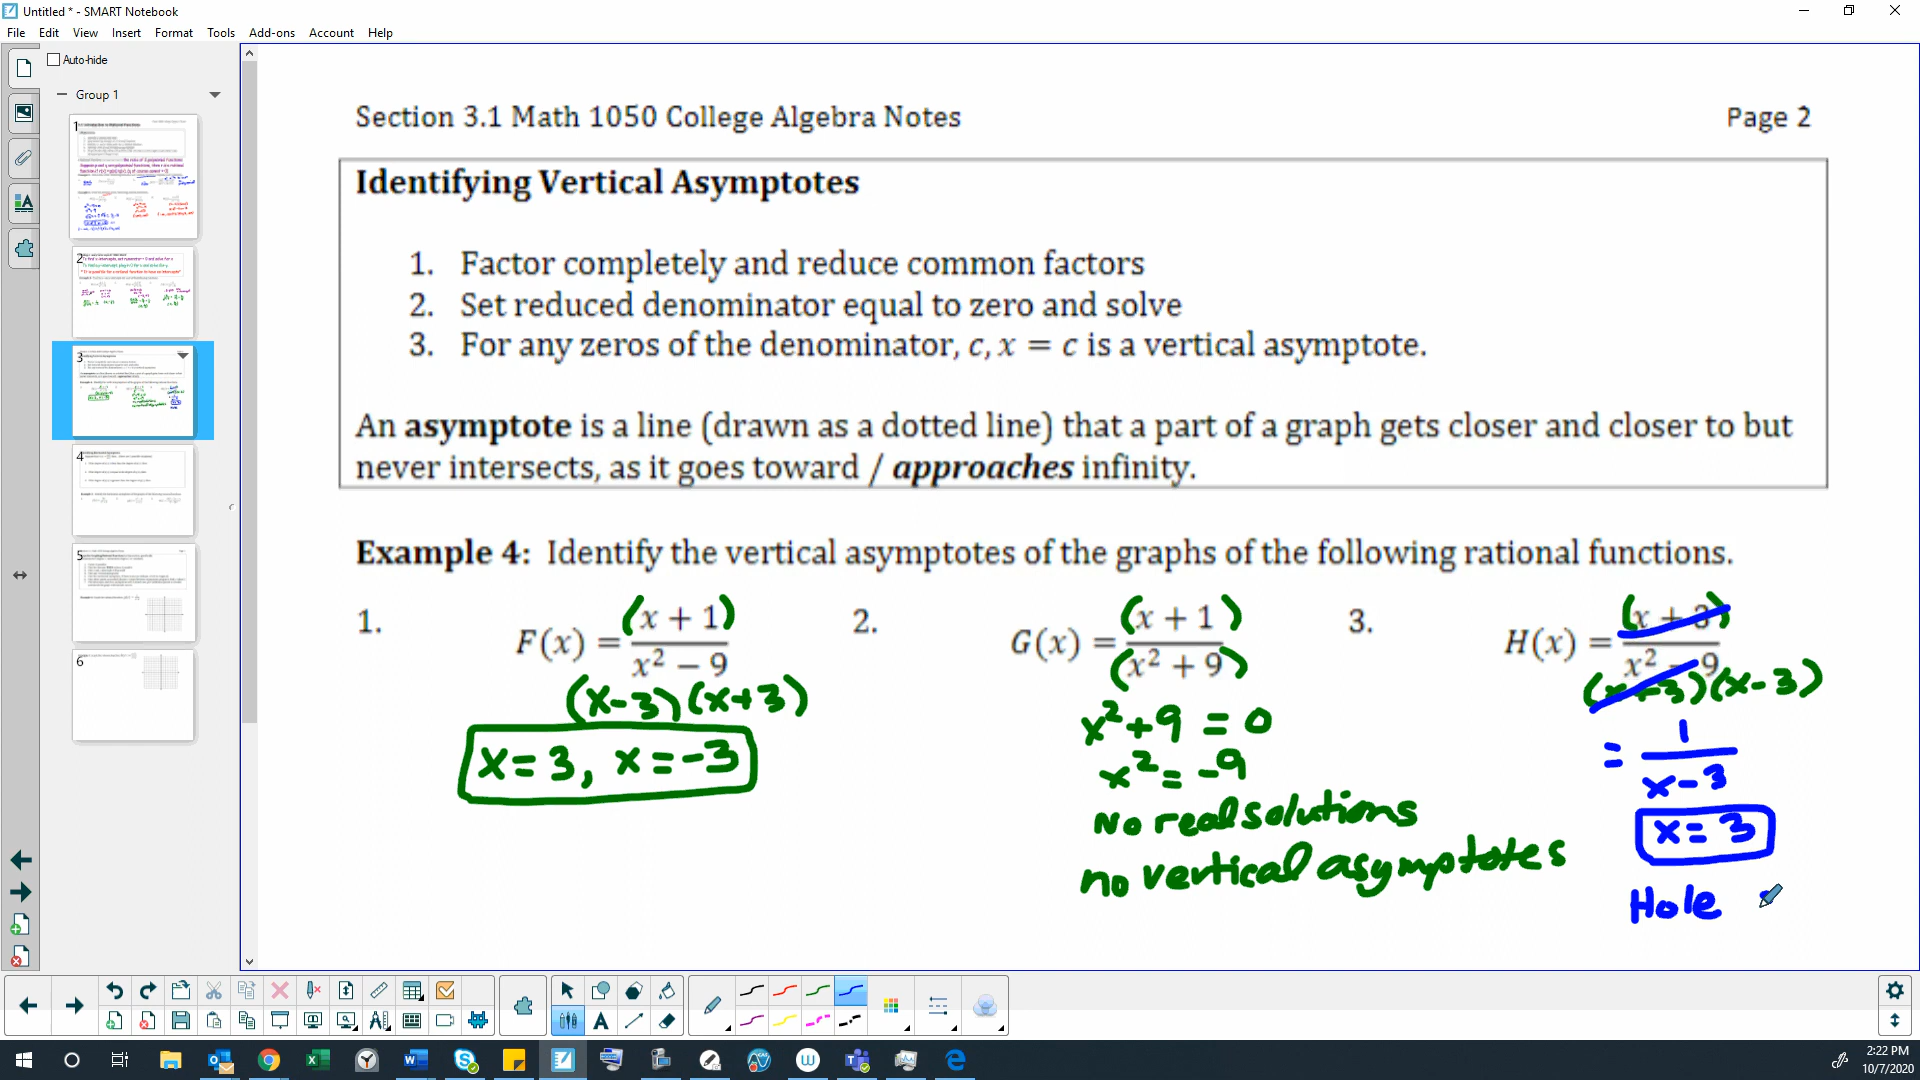 Untitled * - SMART Notebook
File Edit View Insert Format Tools Add-ons Account Help
Auto-hide
Group 1
1
2
3
4
5
6
Section 3.1 Math 1050 College Algebra Notes Page 2
Identifying Vertical Asymptotes
1. Factor completely and reduce common factors
2. Set reduced denominator equal to zero and solve
3. For any zeros of the denominator, c, x = c is a vertical asymptote.
An asymptote is a line (drawn as a dotted line) that a part of a graph gets closer and closer to but
never intersects, as it goes toward / approaches infinity.
Example 4: Identify the vertical asymptotes of the graphs of the following rational functions.
1. F(x) = (x + 1) / x² − 9
(x-3)(x+3)
x=3, x=-3
2. G(x) = (x + 1) / (x² + 9)
x²+9 = 0
x² = -9
No real solutions
no vertical asymptotes
3. H(x) = (x + 3) / x² − 9
(x+3)(x-3)
= 1 / x-3
x=3
Hole
2:22 PM
10/7/2020